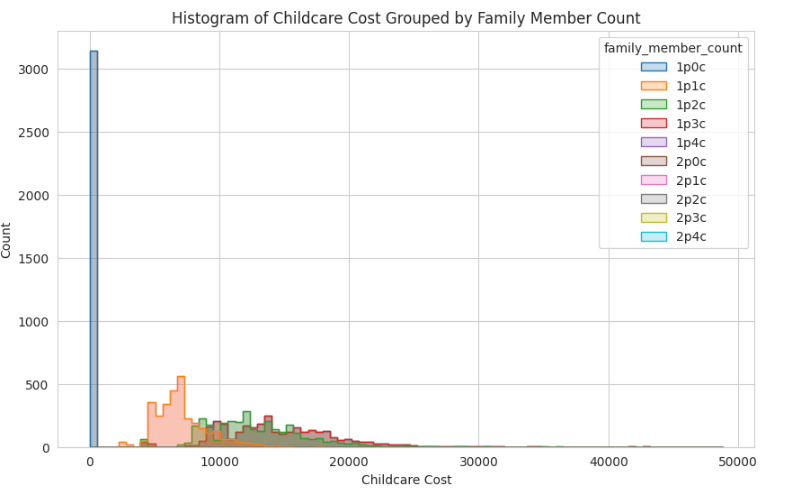 Histogram of Childcare Cost Grouped by Family Member Count
family_member_count
1p0c
1p1c
1p2c
1p3c
1p4c
2p0c
2p1c
2p2c
2p3c
2p4c
3000
2500
2000
1500
1000
500
0
Count
0
10000
20000
30000
40000
50000
Childcare Cost